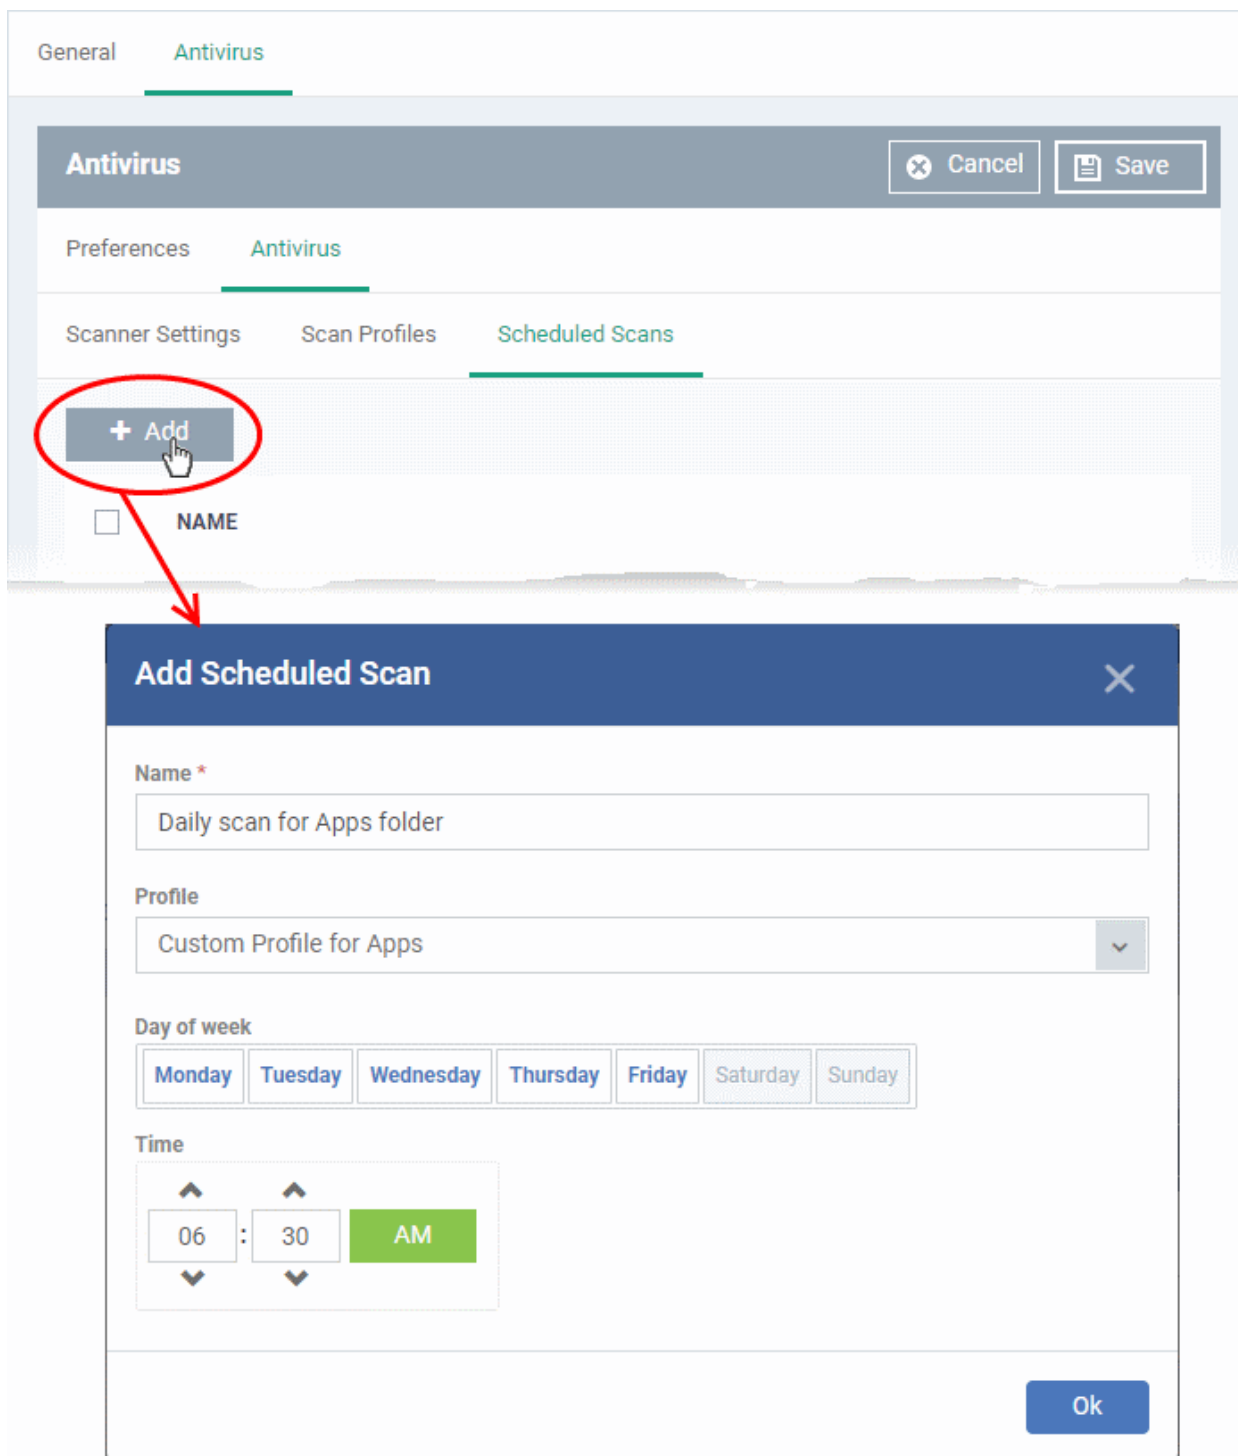 General Antivirus
Antivirus Cancel Save
Preferences Antivirus
Scanner Settings Scan Profiles Scheduled Scans
Add
NAME
Add Scheduled Scan
Name *
Daily scan for Apps folder
Profile
Custom Profile for Apps
Day of week
Monday Tuesday Wednesday Thursday Friday Saturday Sunday
Time
06 : 30 AM
Ok